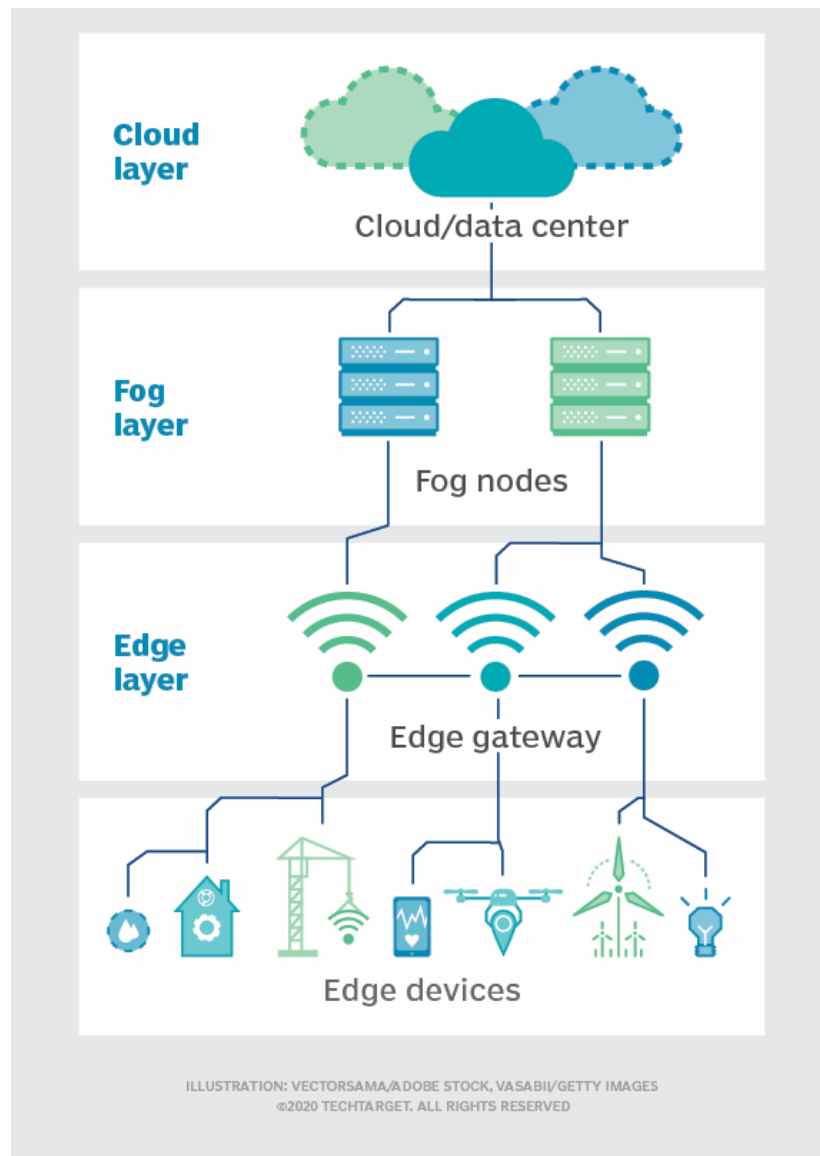 Cloud
layer
Cloud/data center
Fog
layer
Fog nodes
Edge
layer
Edge gateway
Edge devices
ILLUSTRATION: VECTORSAMA/ADOBE STOCK, VASABII/GETTY IMAGES
©2020 TECHTARGET. ALL RIGHTS RESERVED